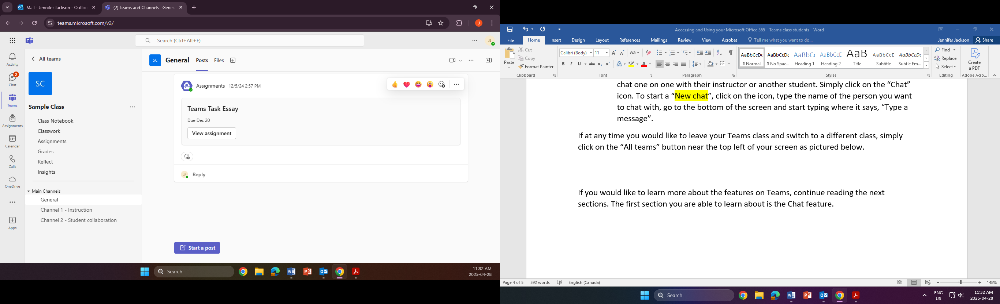 Mail - Jennifer Jackson - Outloo
(2) Teams and Channels | Gener
teams.microsoft.com/v2/
J
Search (Ctrl+Alt+E)
JJ
Activity
2
Chat
Teams
Assignments
Calendar
Calls
OneDrive
Apps
All teams
SC
Sample Class
Class Notebook
Classwork
Assignments
Grades
Reflect
Insights
Main Channels
General
Channel 1 - Instruction
Channel 2 - Student collaboration
SC
General
Posts
Files
Assignments 12/5/24 2:57 PM
Teams Task Essay
Due Dec 20
View assignment
JJ
Reply
Start a post
Search
11:32 AM
2025-04-28
Accessing and Using your Microsoft Office 365 - Teams class students - Word
File Home Insert Design Layout References Mailings Review View Acrobat Tell me what you want to do...
Jennifer Jackson Share
Paste
Cut
Copy
Format Painter
Clipboard
Calibri (Body) 11
Aa
B I U abc x₂ x² A A
Font
Paragraph
AaBbCcDc AaBbCcDc AaBbCc AaBbCcC AaB AaBbCcD AaBbCcDc
¶ Normal ¶ No Spac... Heading 1 Heading 2 Title Subtitle Subtle Em...
Styles
Find
Replace
Select
Editing
Create
a PDF
Adobe Acro...
chat one on one with their instructor or another student. Simply click on the “Chat”
icon. To start a “New chat”, click on the icon, type the name of the person you want
to chat with, go to the bottom of the screen and start typing where it says, “Type a
message”.
If at any time you would like to leave your Teams class and switch to a different class, simply
click on the “All teams” button near the top left of your screen as pictured below.
If you would like to learn more about the features on Teams, continue reading the next
sections. The first section you are able to learn about is the Chat feature.
Page 4 of 5 592 words English (Canada)
148%
Search
ENG
US
11:32 AM
2025-04-28